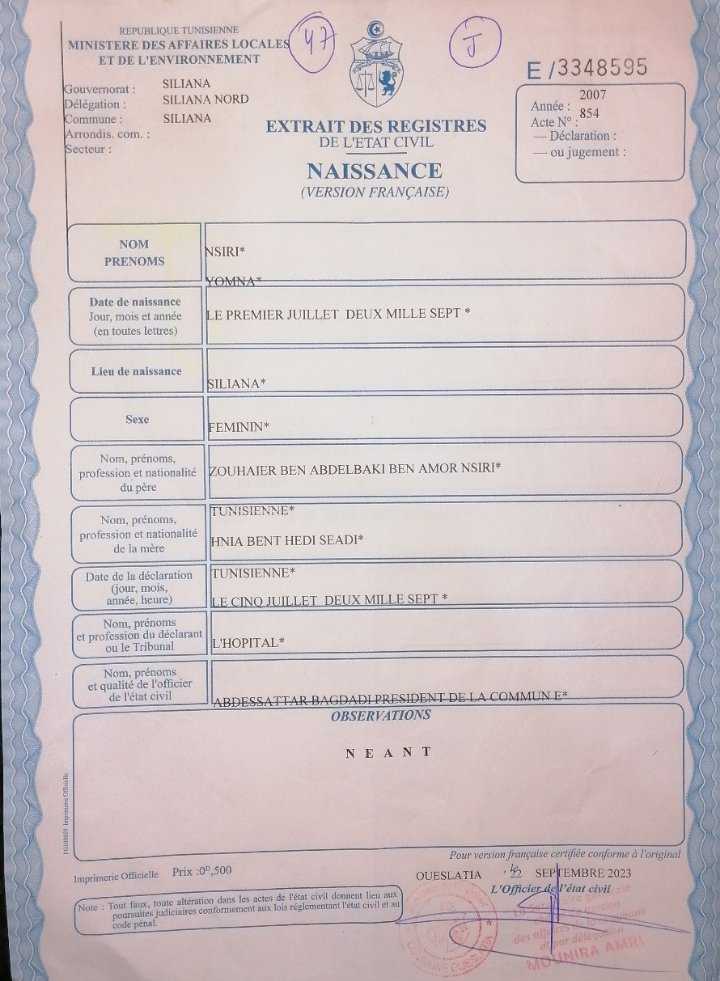 REPUBLIQUE TUNISIENNE
MINISTERE DES AFFAIRES LOCALES
ET DE L'ENVIRONNEMENT
47
J
E/3348595
Gouvernorat : SILIANA
Délégation : SILIANA NORD
Commune : SILIANA
Arrondis. com. :
Secteur :
Année : 2007
Acte N° : 854
— Déclaration :
— ou jugement :
EXTRAIT DES REGISTRES
DE L'ETAT CIVIL
NAISSANCE
(VERSION FRANÇAISE)
NOM
PRENOMS
NSIRI*
YOMNA*
Date de naissance
Jour, mois et année
(en toutes lettres)
LE PREMIER JUILLET DEUX MILLE SEPT *
Lieu de naissance
SILIANA*
Sexe
FEMININ*
Nom, prénoms,
profession et nationalité
du père
ZOUHAIER BEN ABDELBAKI BEN AMOR NSIRI*
TUNISIENNE*
Nom, prénoms,
profession et nationalité
de la mère
HNIA BENT HEDI SEADI*
TUNISIENNE*
Date de la déclaration
(jour, mois,
année, heure)
LE CINQ JUILLET DEUX MILLE SEPT *
Nom, prénoms
et profession du déclarant
ou le Tribunal
L'HOPITAL*
Nom, prénoms
et qualité de l'officier
de l'état civil
ABDESSATTAR BAGDADI PRESIDENT DE LA COMMUN E*
OBSERVATIONS
N E A N T
Imprimerie Officielle
Imprimerie Officielle Prix :0ᴰ,500
Pour version française certifiée conforme à l'original
OUESLATIA SEPTEMBRE 2023
L'Officier de l'état civil
Note : Tout faux, toute altération dans les actes de l'état civil donnent lieu aux
poursuites judiciaires conformement aux lois réglementant l'état civil et au
code pénal.
par délégation
MOUNIRA AMRI